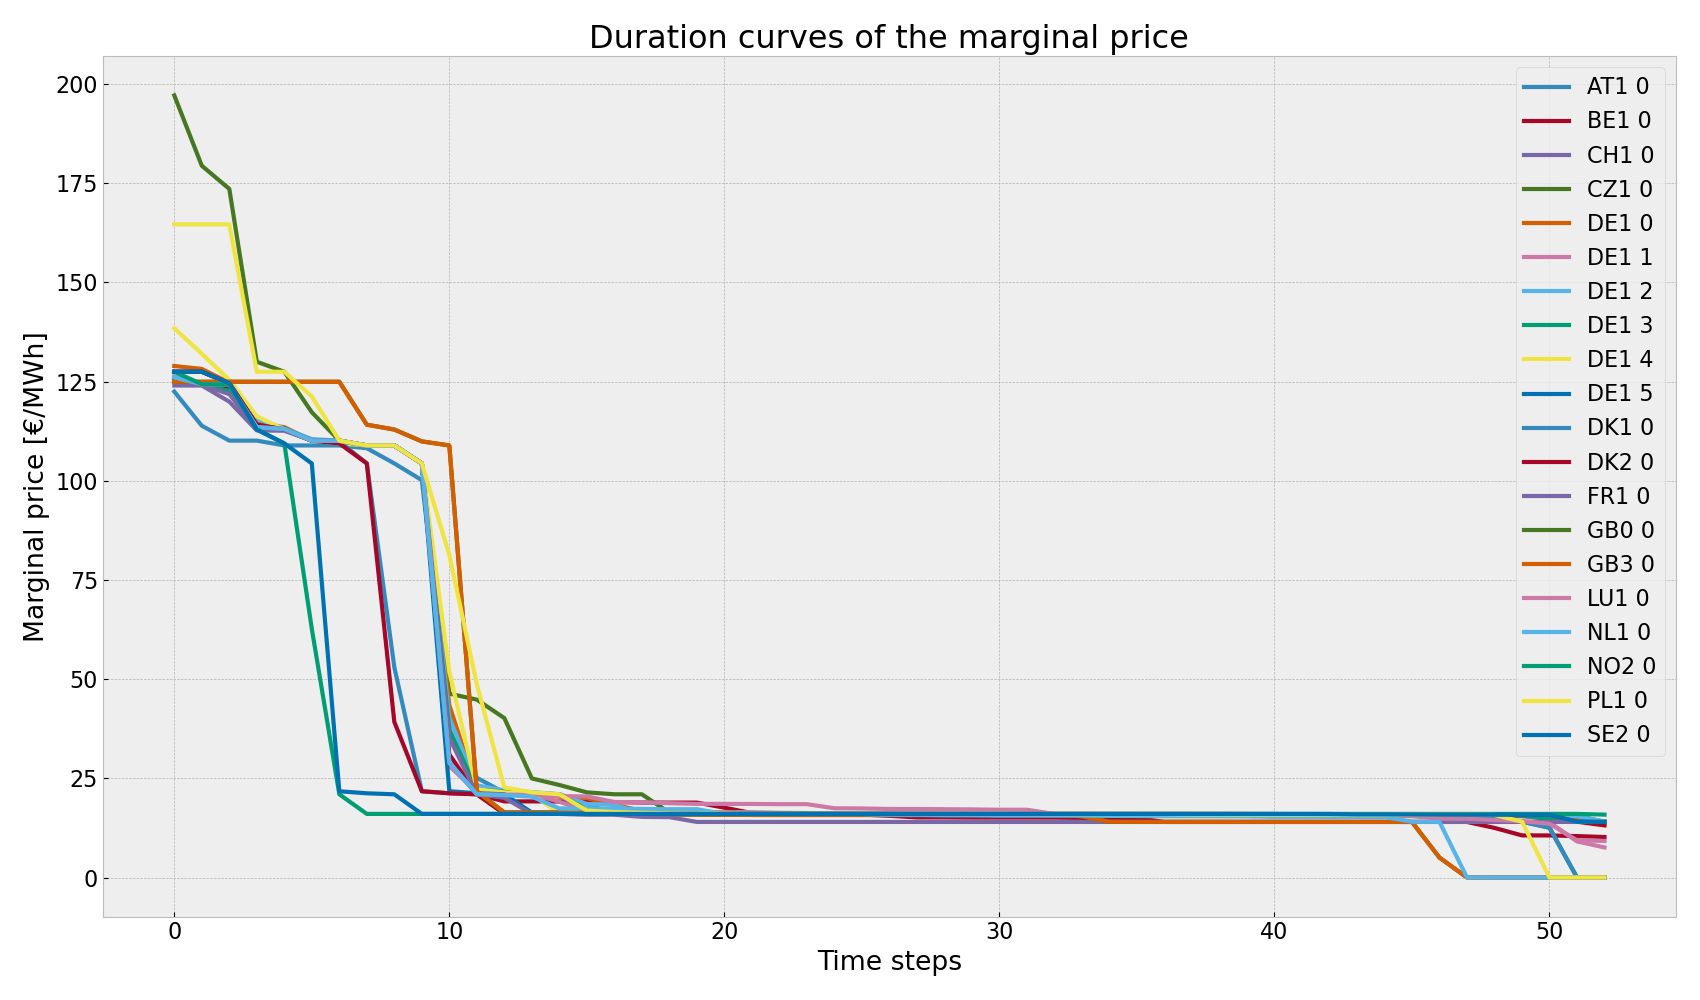 Duration curves of the marginal price
Marginal price [€/MWh]
200
175
150
125
100
75
50
25
0
0 10 20 30 40 50
Time steps
AT1 0
BE1 0
CH1 0
CZ1 0
DE1 0
DE1 1
DE1 2
DE1 3
DE1 4
DE1 5
DK1 0
DK2 0
FR1 0
GB0 0
GB3 0
LU1 0
NL1 0
NO2 0
PL1 0
SE2 0